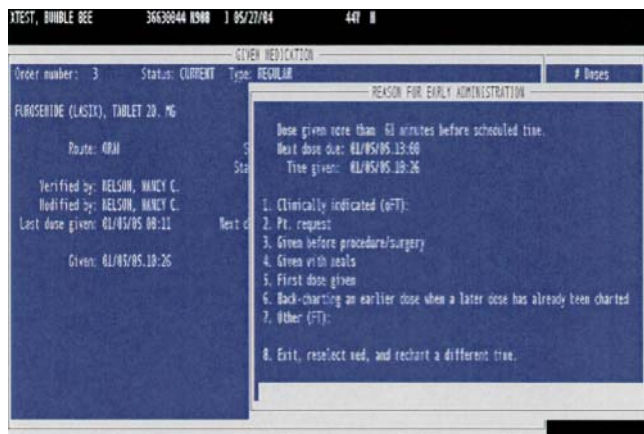 XTEST, BUMBLE BEE 36630044 N908 1 05/27/04 447 M
GIVEN MEDICATION
Order number: 3 Status: CURRENT Type: REGULAR # Doses
REASON FOR EARLY ADMINISTRATION
FUROSEMIDE (LASIX), TABLET 20. MG
Dose given more than 60 minutes before scheduled time.
Route: ORAL
Next dose due: 01/05/05.13:00
Time given: 01/05/05.10:26
Verified by: NELSON, NANCY C.
Modified by: NELSON, NANCY C.
Last dose given: 01/05/05 08:11 Next d
Given: 01/05/05.10:26
1. Clinically indicated (oFT):
2. Pt. request
3. Given before procedure/surgery
4. Given with meals
5. First dose given
6. Back-charting an earlier dose when a later dose has already been charted
7. Other (FT):
8. Exit, reselect med, and rechart a different time.